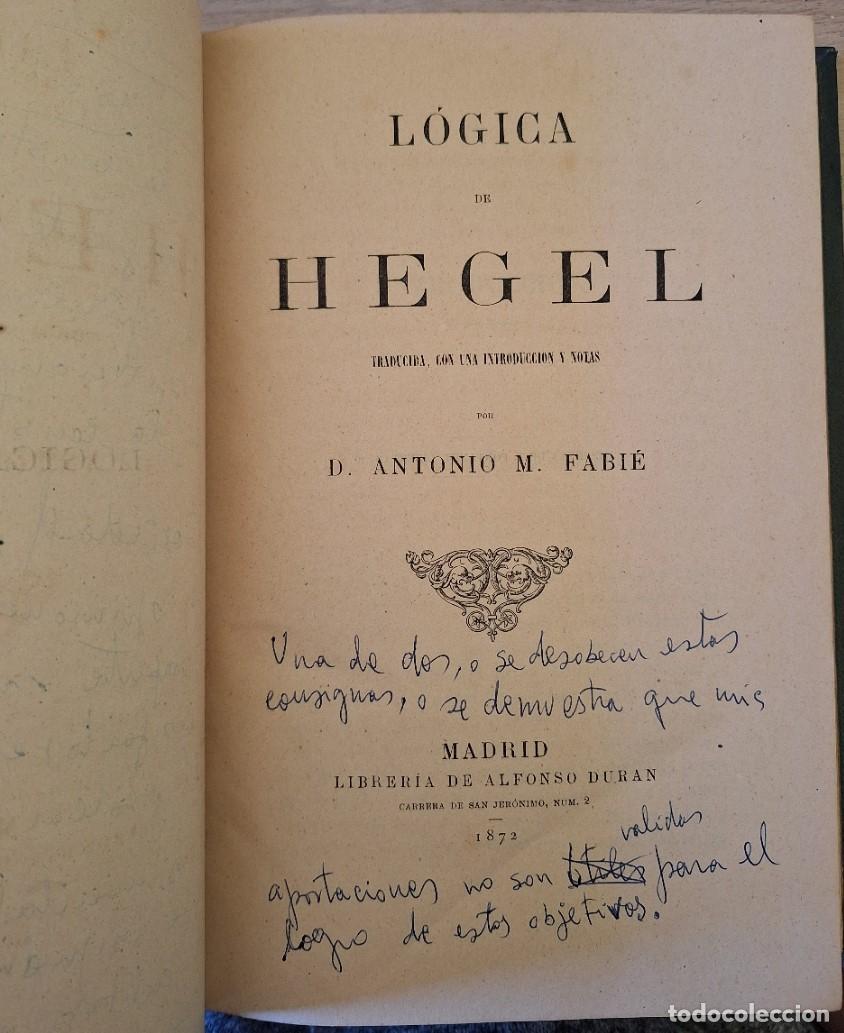 LÓGICA
DE
HEGEL
TRADUCIDA, CON UNA INTRODUCCION Y NOTAS
POR
D. ANTONIO M. FABIÉ
Una de dos, o se desobecen estas
consignas, o se demuestra que mis
MADRID
LIBRERÍA DE ALFONSO DURAN
CARRERA DE SAN JERÓNIMO, NUM. 2
1872
validas
aportaciones no son útiles para el
logro de estos objetivos.
todocoleccion